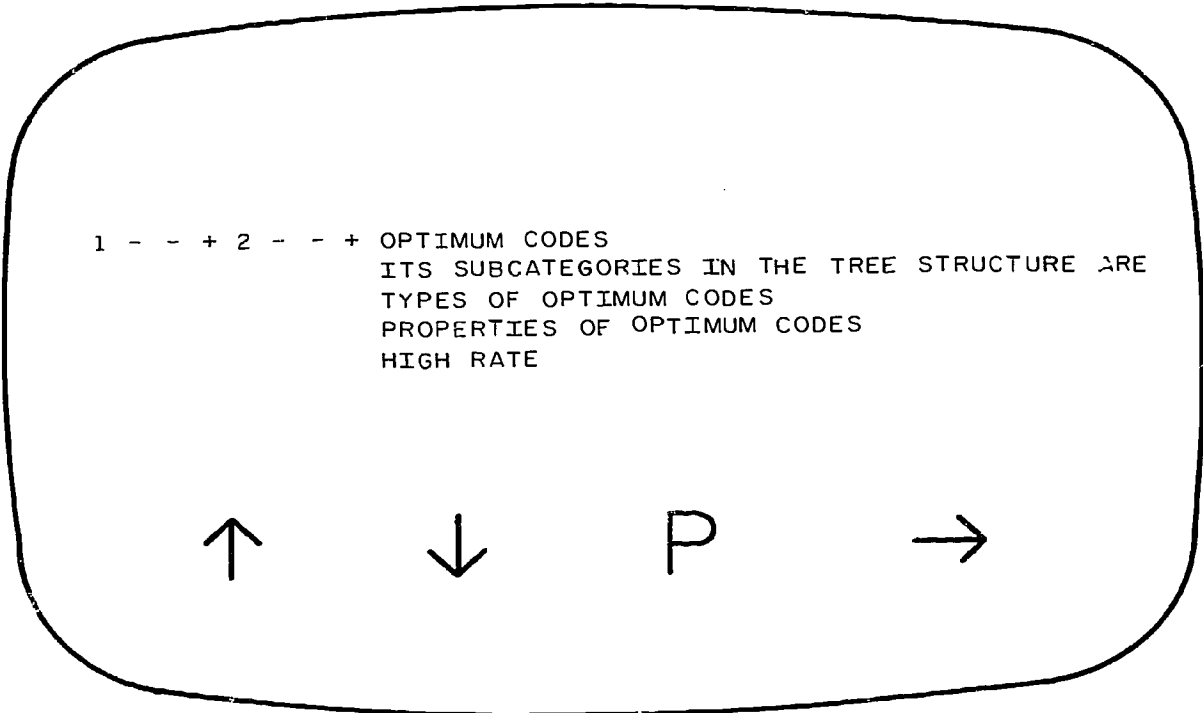 1 - - + 2 - - + OPTIMUM CODES
ITS SUBCATEGORIES IN THE TREE STRUCTURE ARE
TYPES OF OPTIMUM CODES
PROPERTIES OF OPTIMUM CODES
HIGH RATE
↑ ↓ P →